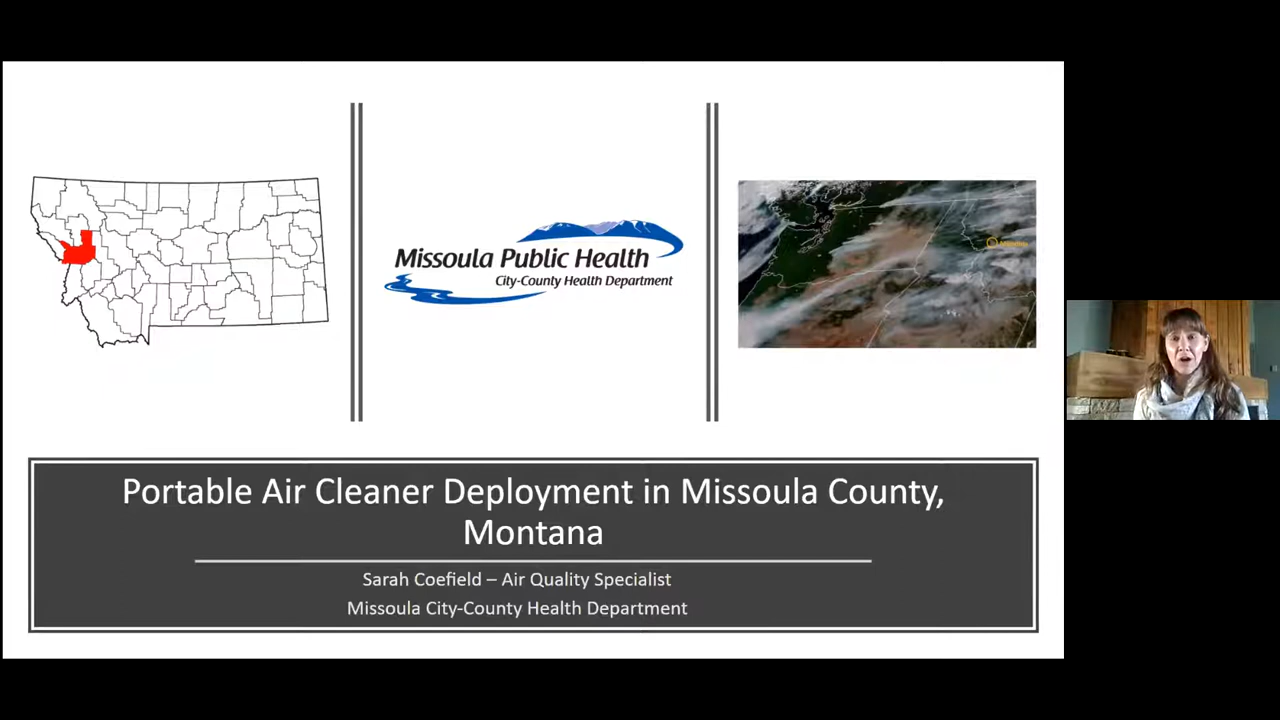 Missoula Public Health
City-County Health Department
Missoula
Portable Air Cleaner Deployment in Missoula County,
Montana
Sarah Coefield – Air Quality Specialist
Missoula City-County Health Department